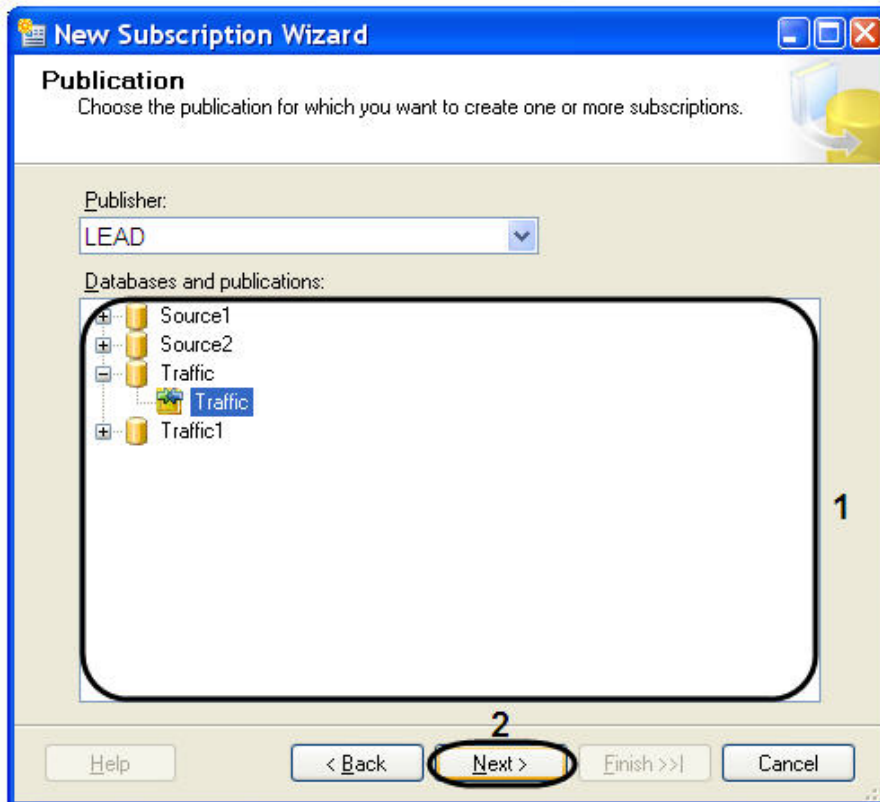 New Subscription Wizard
Publication
Choose the publication for which you want to create one or more subscriptions.
Publisher:
LEAD
Databases and publications:
Source1
Source2
Traffic
Traffic
Traffic1
1
2
Help
< Back
Next >
Finish >>|
Cancel